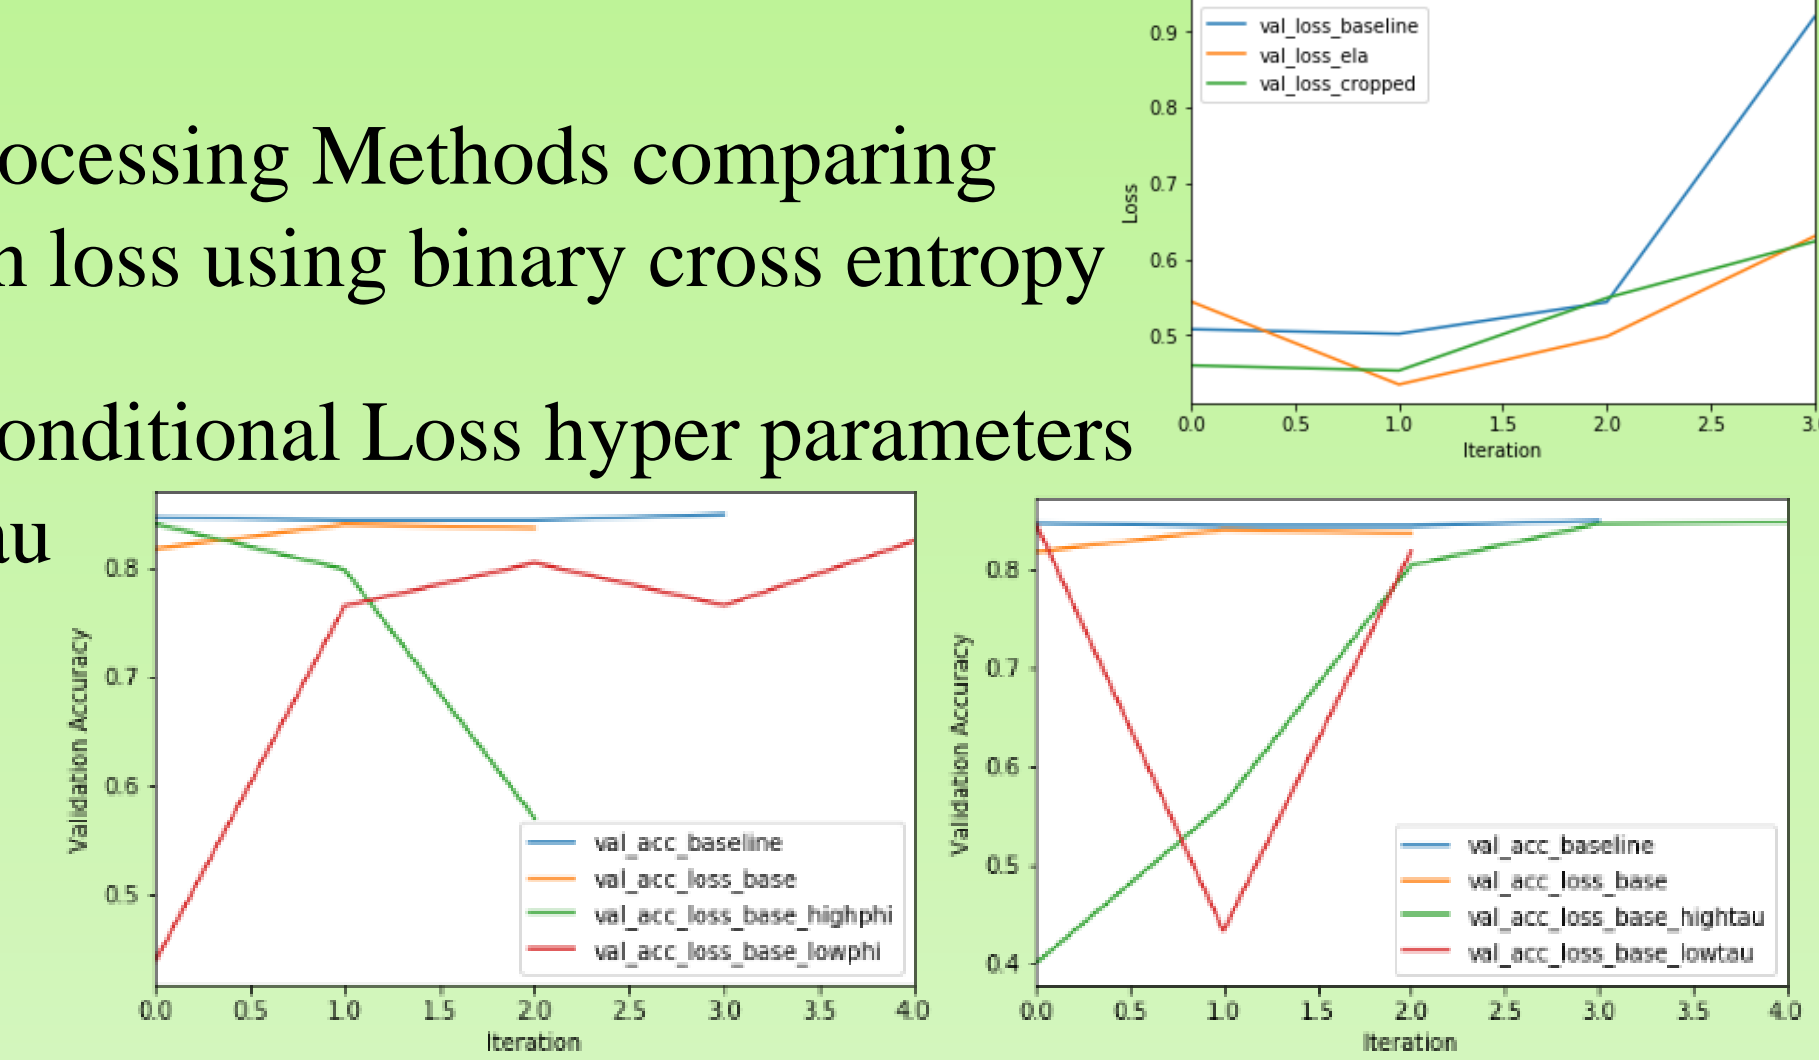 ocessing Methods comparing
loss using binary cross entropy
onditional Loss hyper parameters
au
val_loss_baseline
val_loss_ela
val_loss_cropped
0.9
0.8
0.7
0.6
0.5
Loss
0.0 0.5 1.0 1.5 2.0 2.5 3.
Iteration
0.8
0.7
0.6
0.5
Validation Accuracy
val_acc_baseline
val_acc_loss_base
val_acc_loss_base_highphi
val_acc_loss_base_lowphi
0.0 0.5 1.0 1.5 2.0 2.5 3.0 3.5 4.0
Iteration
0.8
0.7
0.6
0.5
0.4
Validation Accuracy
val_acc_baseline
val_acc_loss_base
val_acc_loss_base_hightau
val_acc_loss_base_lowtau
0.0 0.5 1.0 1.5 2.0 2.5 3.0 3.5 4.0
Iteration